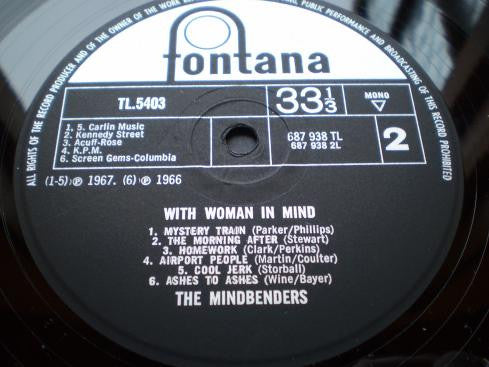 ALL RIGHTS OF THE RECORD PRODUCER AND OF THE OWNER OF THE WORK
PUBLIC PERFORMANCE AND BROADCASTING OF THIS RECORD PROHIBITED
fontana
TL.5403
33 1/3
MONO
1. 5. Carlin Music
2. Kennedy Street
3. Acuff-Rose
4. K.P.M.
6. Screen Gems-Columbia
687 938 TL
687 938 2L
2
(1-5) ℗ 1967. (6) ℗ 1966
WITH WOMAN IN MIND
1. MYSTERY TRAIN (Parker/Phillips)
2. THE MORNING AFTER (Stewart)
3. HOMEWORK (Clark/Perkins)
4. AIRPORT PEOPLE (Martin/Coulter)
5. COOL JERK (Storball)
6. ASHES TO ASHES (Wine/Bayer)
THE MINDBENDERS